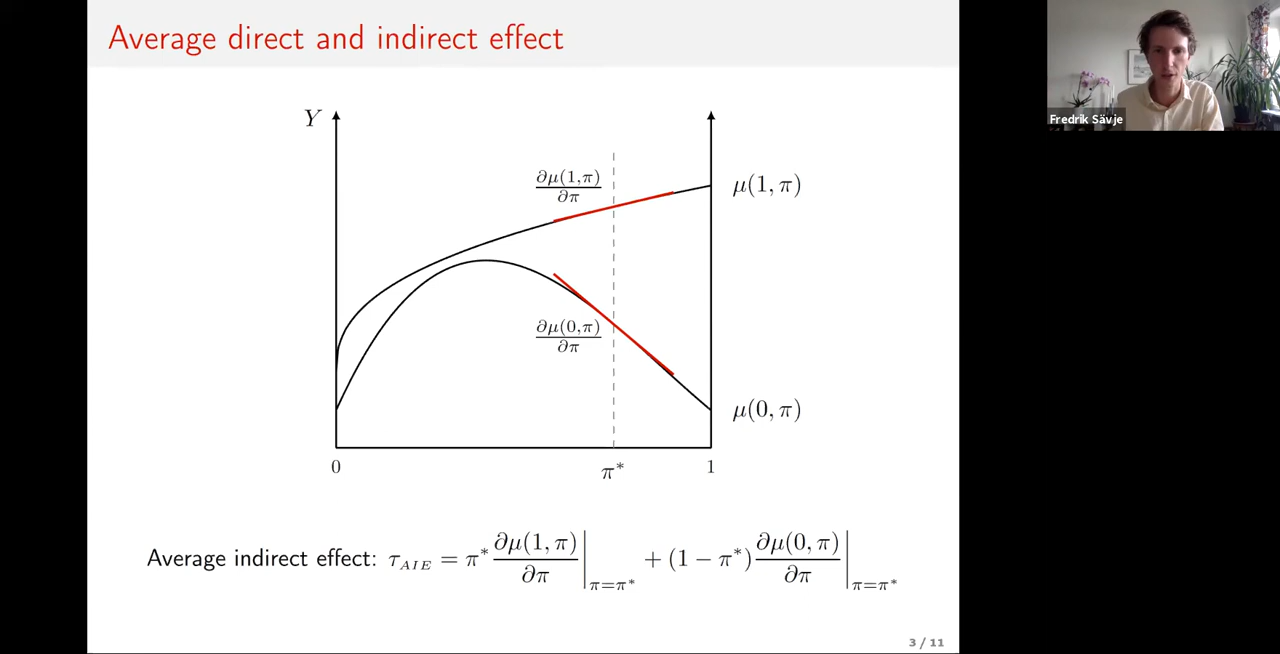 Average direct and indirect effect
Fredrik Sävje
Y
∂μ(1,π)
∂π
μ(1, π)
∂μ(0,π)
∂π
μ(0, π)
0
π*
1
Average indirect effect: τ_AIE = π* ∂μ(1, π)/∂π |π=π* + (1 − π*) ∂μ(0, π)/∂π |π=π*
3 / 11